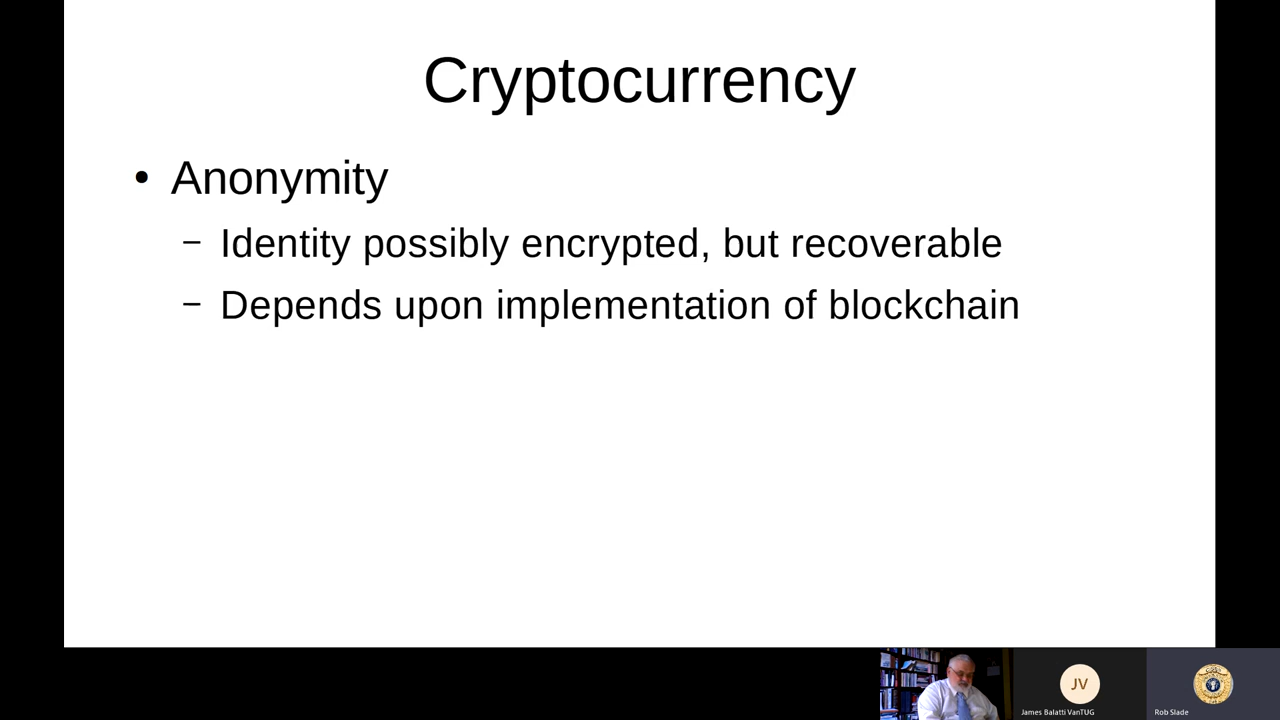 Cryptocurrency
• Anonymity
– Identity possibly encrypted, but recoverable
– Depends upon implementation of blockchain
JV
James Balatti VanTUG
Rob Slade